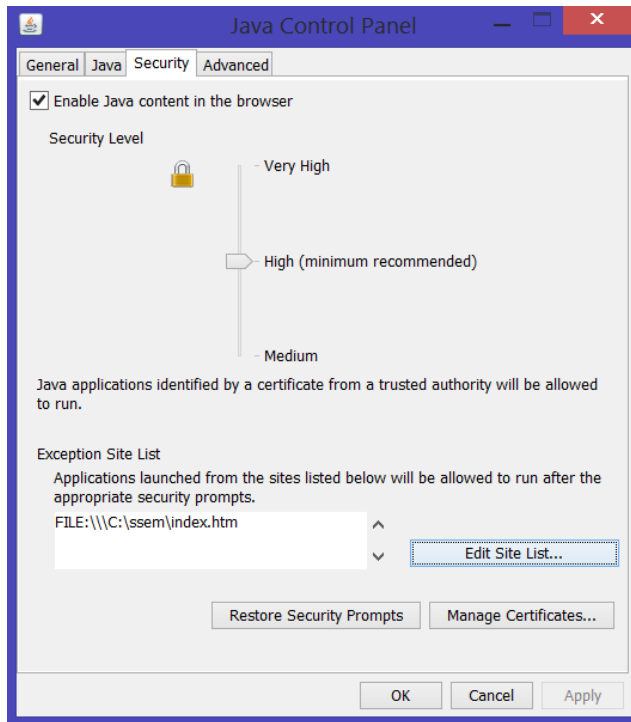 Java Control Panel
General Java Security Advanced
Enable Java content in the browser
Security Level
Very High
High (minimum recommended)
Medium
Java applications identified by a certificate from a trusted authority will be allowed
to run.
Exception Site List
Applications launched from the sites listed below will be allowed to run after the
appropriate security prompts.
FILE:\\\C:\ssem\index.htm
Edit Site List...
Restore Security Prompts Manage Certificates...
OK Cancel Apply